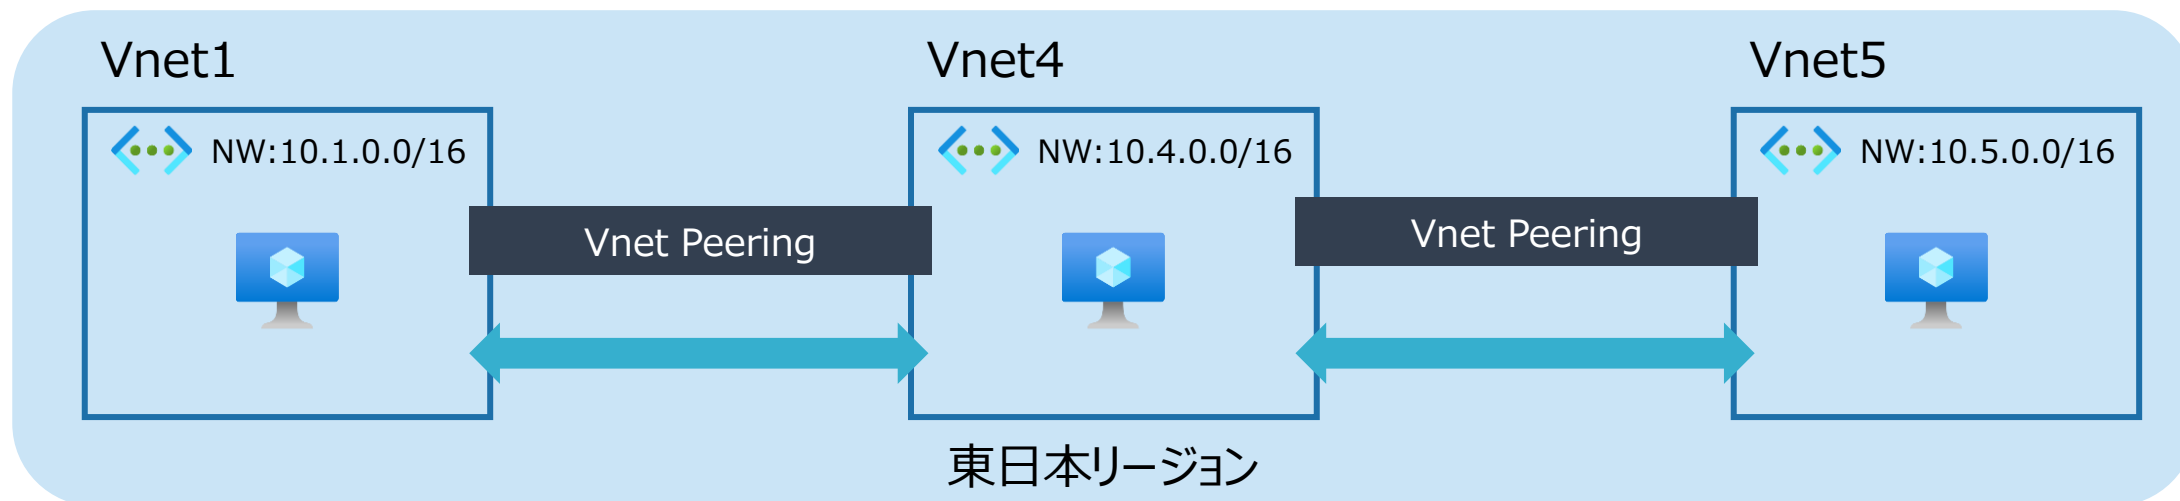 Vnet1
Vnet4
Vnet5
NW:10.1.0.0/16
NW:10.4.0.0/16
NW:10.5.0.0/16
Vnet Peering
Vnet Peering
東日本リージョン